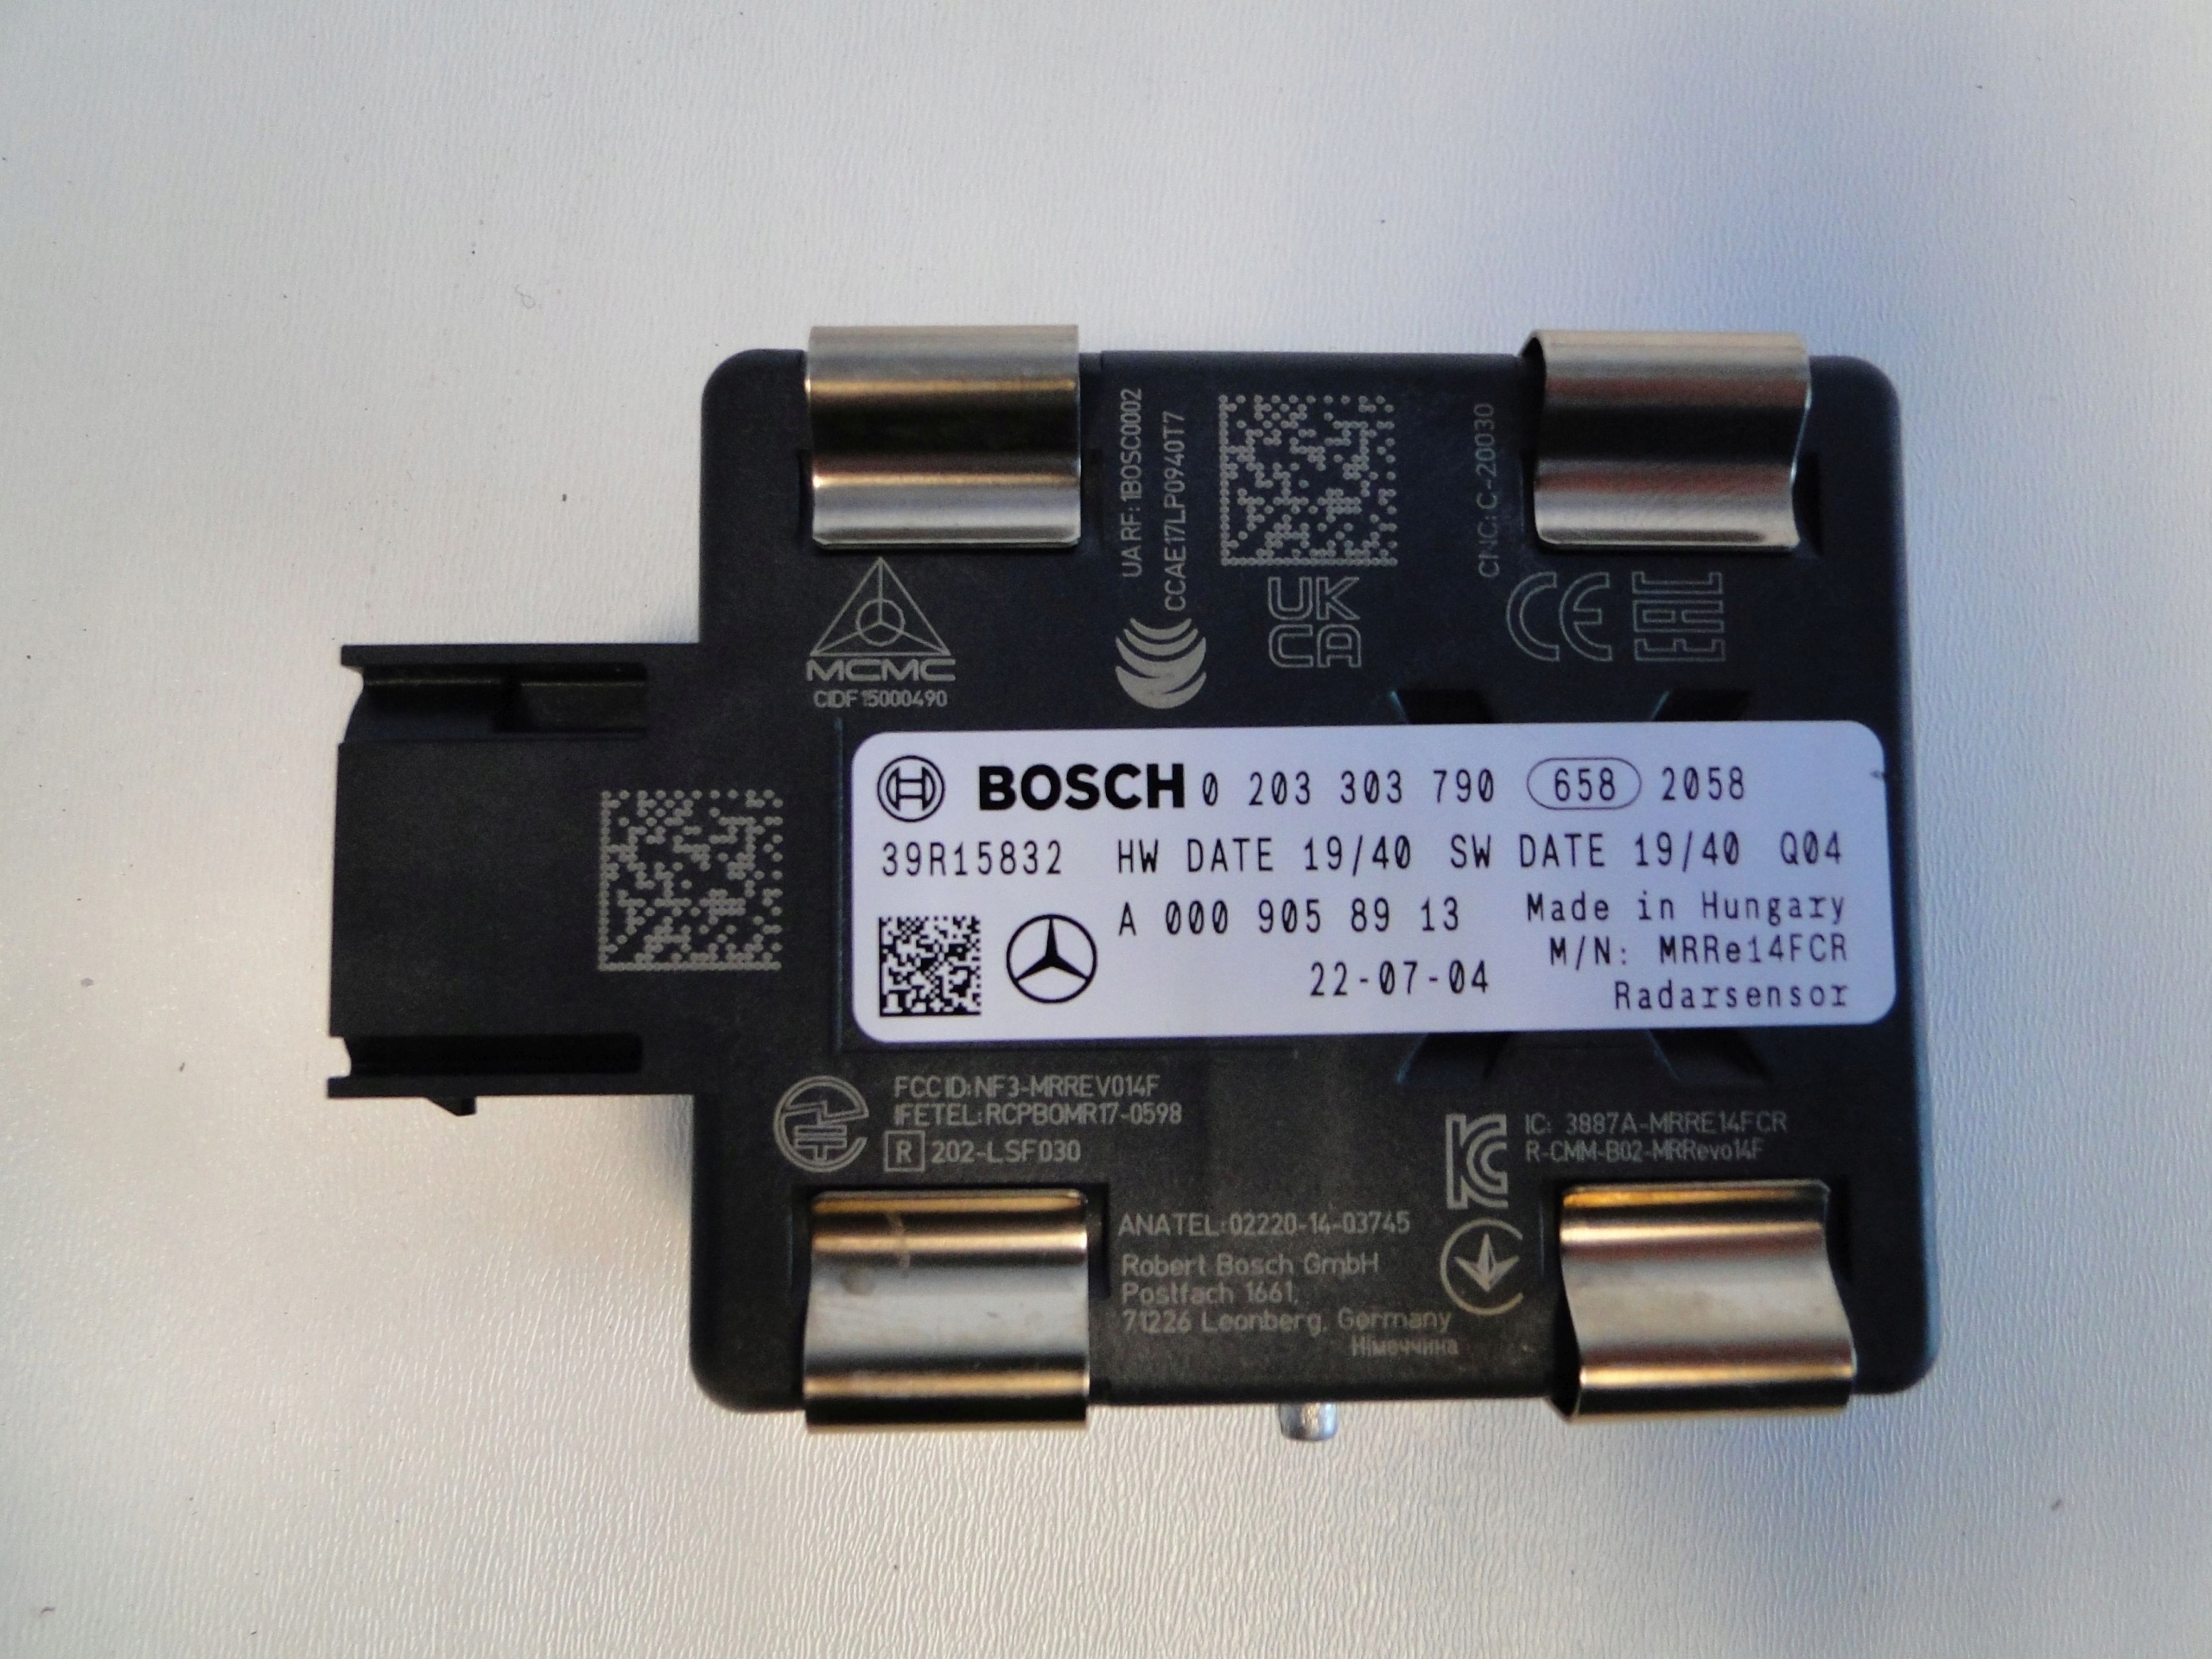 UA RF: 1BOSC0002
CCAE17LP0940T7
CNC: C-20030
MCMC
CIDF15000490
UK
CA
CE
EAC
BOSCH 0 203 303 790 658 2058
39R15832 HW DATE 19/40 SW DATE 19/40 Q04
A 000 905 89 13 Made in Hungary
22-07-04 M/N: MRRe14FCR
Radarsensor
FCC ID: NF3-MRREVO14F
IFETEL: RCPBOMR17-0598
R 202-LSF030
IC: 3887A-MRRE14FCR
R-CMM-B02-MRRevo14F
ANATEL: 02220-14-03745
Robert Bosch GmbH
Postfach 1661,
71226 Leonberg, Germany
Німеччина